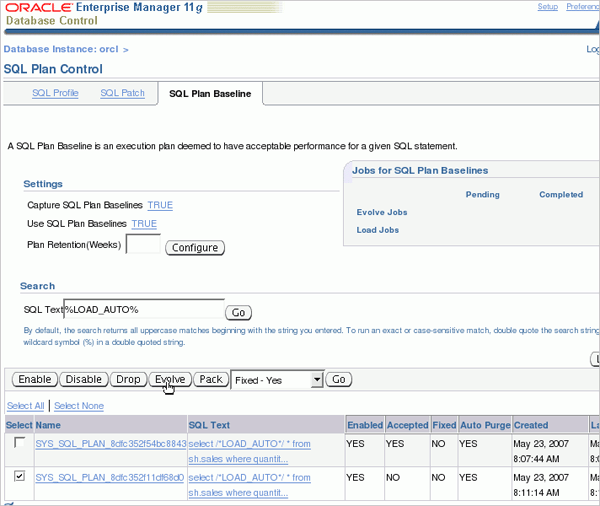 ORACLE Enterprise Manager 11g
Database Control
Setup Preferenc
Database Instance: orcl >
Log
SQL Plan Control
SQL Profile SQL Patch SQL Plan Baseline
A SQL Plan Baseline is an execution plan deemed to have acceptable performance for a given SQL statement.
Settings
Capture SQL Plan Baselines TRUE
Use SQL Plan Baselines TRUE
Plan Retention(Weeks) Configure
Jobs for SQL Plan Baselines
Pending Completed
Evolve Jobs
Load Jobs
Search
SQL Text %LOAD_AUTO% Go
By default, the search returns all uppercase matches beginning with the string you entered. To run an exact or case-sensitive match, double quote the search string
wildcard symbol (%) in a double quoted string.
L
Enable Disable Drop Evolve Pack Fixed - Yes Go
Select All | Select None
Select Name SQL Text Enabled Accepted Fixed Auto Purge Created La
SYS_SQL_PLAN_8dfc352f54bc8843 select /*LOAD_AUTO*/ * from YES YES NO YES May 23, 2007 Ma
sh.sales where quantit... 8:07:44 AM 8:
SYS_SQL_PLAN_8dfc352f11df68d0 select /*LOAD_AUTO*/ * from YES NO NO YES May 23, 2007 Ma
sh.sales where quantit... 8:11:14 AM 8:1